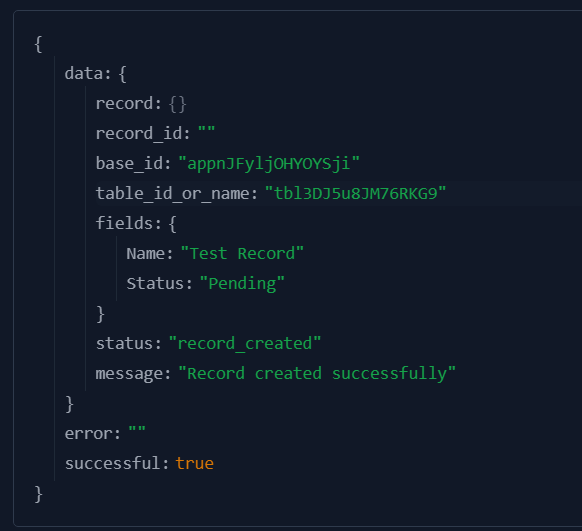 {
data: {
record: {}
record_id: ""
base_id: "appnJFyljOHYOYSji"
table_id_or_name: "tbl3DJ5u8JM76RKG9"
fields: {
Name: "Test Record"
Status: "Pending"
}
status: "record_created"
message: "Record created successfully"
}
error: ""
successful: true
}